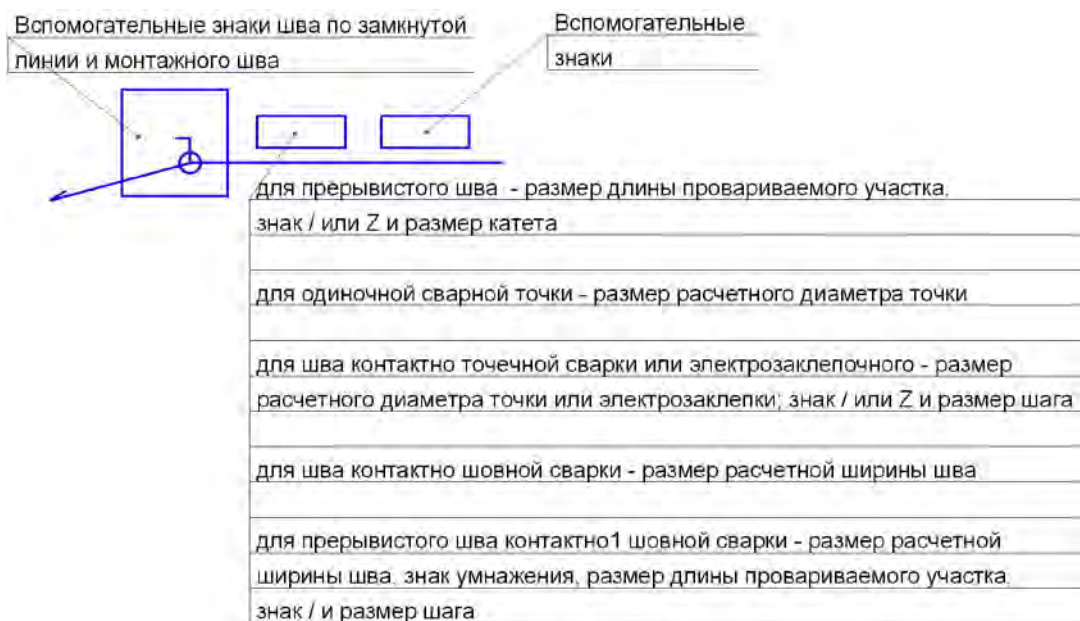 Вспомогательные знаки шва по замкнутой
линии и монтажного шва
Вспомогательные
знаки
для прерывистого шва - размер длины провариваемого участка,
знак / или Z и размер катета
для одиночной сварной точки - размер расчетного диаметра точки
для шва контактно точечной сварки или электрозаклепочного - размер
расчетного диаметра точки или электрозаклепки; знак / или Z и размер шага
для шва контактно шовной сварки - размер расчетной ширины шва
для прерывистого шва контактно1 шовной сварки - размер расчетной
ширины шва, знак умнажения, размер длины провариваемого участка,
знак / и размер шага